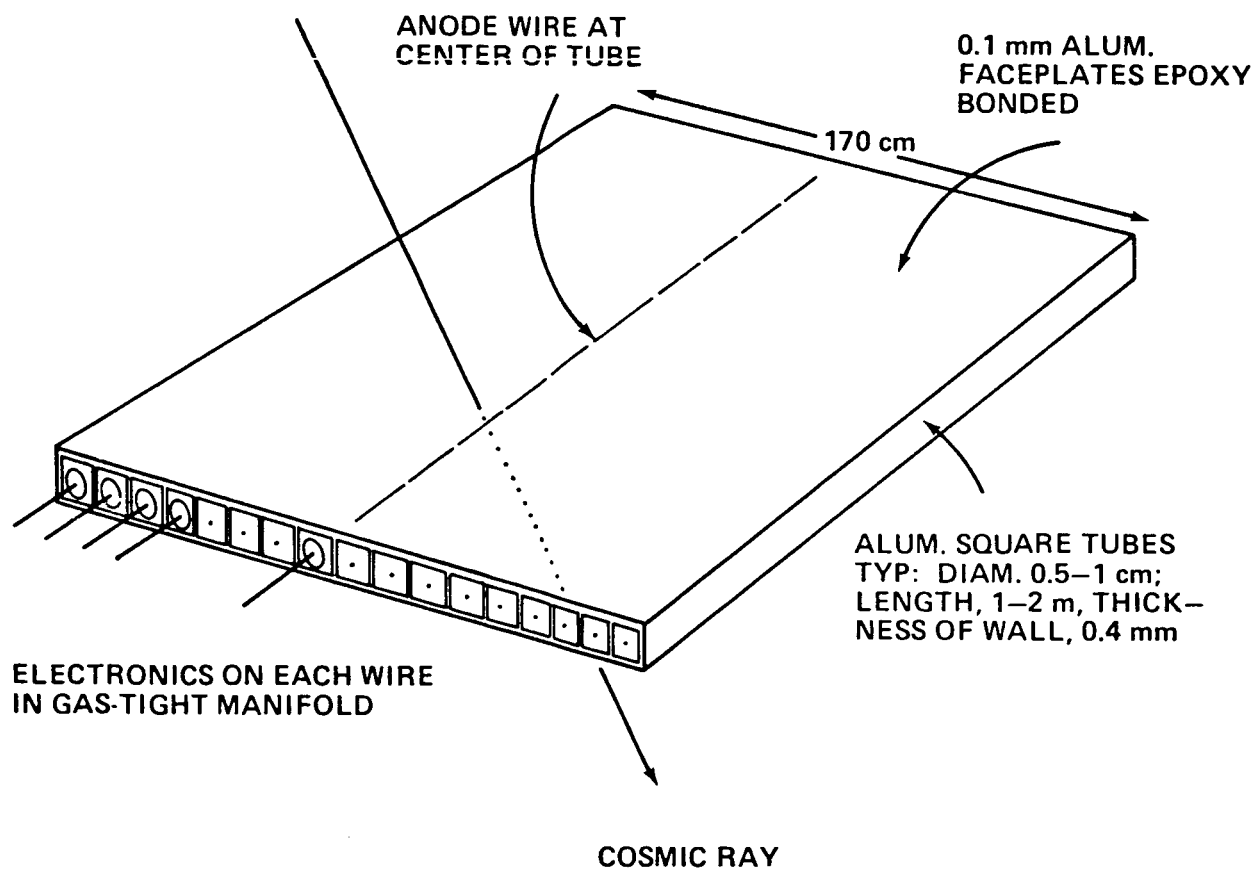 ANODE WIRE AT
CENTER OF TUBE
0.1 mm ALUM.
FACEPLATES EPOXY
BONDED
170 cm
ALUM. SQUARE TUBES
TYP: DIAM. 0.5–1 cm;
LENGTH, 1–2 m, THICK–
NESS OF WALL, 0.4 mm
ELECTRONICS ON EACH WIRE
IN GAS-TIGHT MANIFOLD
COSMIC RAY